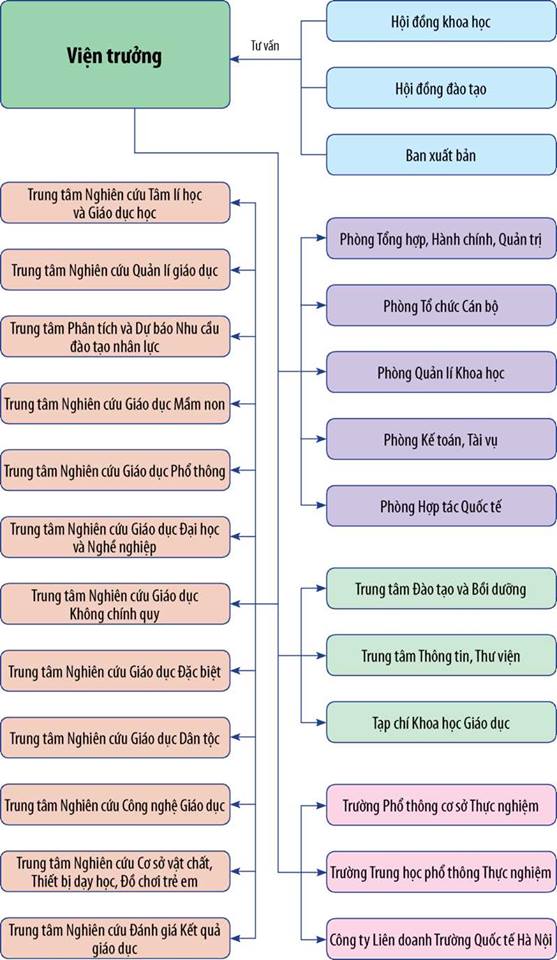 Viện trưởng
Tư vấn
Hội đồng khoa học
Hội đồng đào tạo
Ban xuất bản
Trung tâm Nghiên cứu Tâm lí học
và Giáo dục học
Trung tâm Nghiên cứu Quản lí giáo dục
Trung tâm Phân tích và Dự báo Nhu cầu
đào tạo nhân lực
Trung tâm Nghiên cứu Giáo dục Mầm non
Trung tâm Nghiên cứu Giáo dục Phổ thông
Trung tâm Nghiên cứu Giáo dục Đại học
và Nghề nghiệp
Trung tâm Nghiên cứu Giáo dục
Không chính quy
Trung tâm Nghiên cứu Giáo dục Đặc biệt
Trung tâm Nghiên cứu Giáo dục Dân tộc
Trung tâm Nghiên cứu Công nghệ Giáo dục
Trung tâm Nghiên cứu Cơ sở vật chất,
Thiết bị dạy học, Đồ chơi trẻ em
Trung tâm Nghiên cứu Đánh giá Kết quả
giáo dục
Phòng Tổng hợp, Hành chính, Quản trị
Phòng Tổ chức Cán bộ
Phòng Quản lí Khoa học
Phòng Kế toán, Tài vụ
Phòng Hợp tác Quốc tế
Trung tâm Đào tạo và Bồi dưỡng
Trung tâm Thông tin, Thư viện
Tạp chí Khoa học Giáo dục
Trường Phổ thông cơ sở Thực nghiệm
Trường Trung học phổ thông Thực nghiệm
Công ty Liên doanh Trường Quốc tế Hà Nội